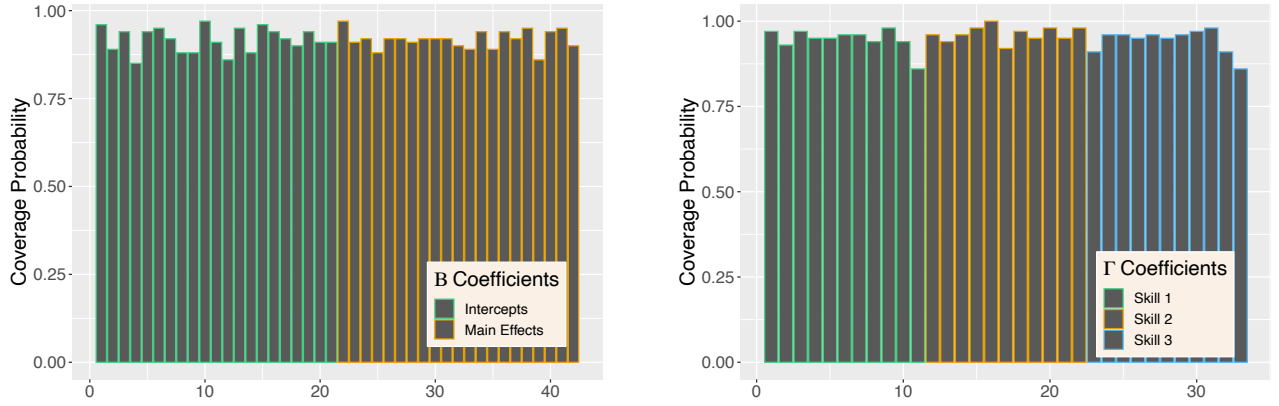 1.00
0.75
0.50
0.25
0.00
Coverage Probability
B Coefficients
Intercepts
Main Effects
0 10 20 30 40
1.00
0.75
0.50
0.25
0.00
Coverage Probability
Γ Coefficients
Skill 1
Skill 2
Skill 3
0 10 20 30